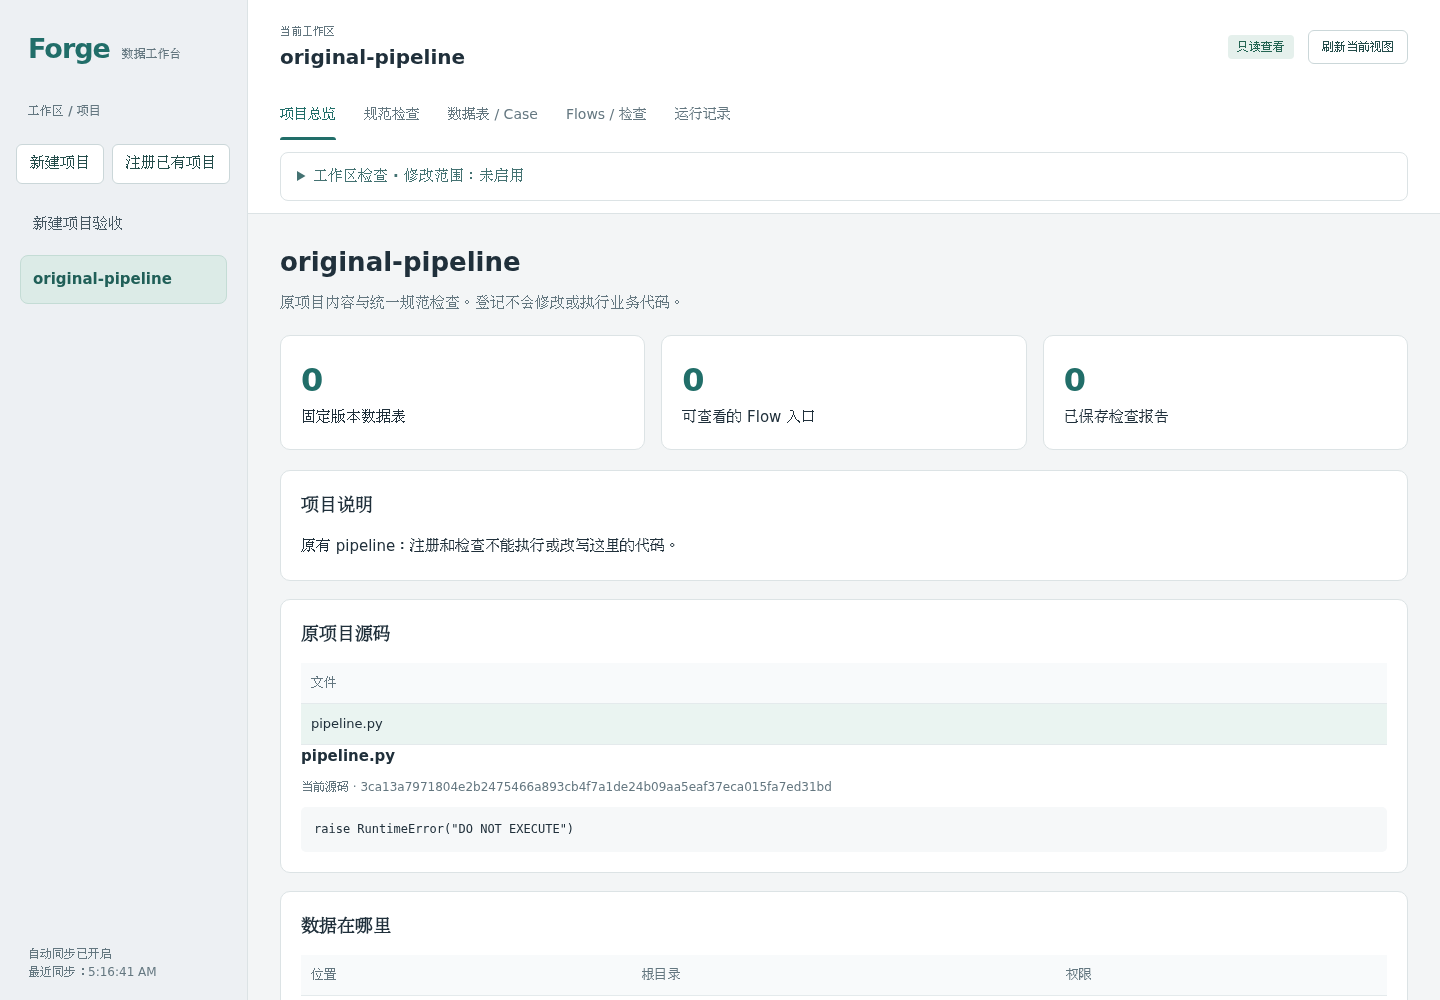 Forge 数据工作台
工作区 / 项目
新建项目 注册已有项目
新建项目验收
original-pipeline
自动同步已开启
最近同步：5:16:41 AM
当前工作区
original-pipeline
只读查看 刷新当前视图
项目总览 规范检查 数据表 / Case Flows / 检查 运行记录
▶ 工作区检查 · 修改范围：未启用
original-pipeline
原项目内容与统一规范检查。登记不会修改或执行业务代码。
0
固定版本数据表
0
可查看的 Flow 入口
0
已保存检查报告
项目说明
原有 pipeline：注册和检查不能执行或改写这里的代码。
原项目源码
文件
pipeline.py
pipeline.py
当前源码 · 3ca13a7971804e2b2475466a893cb4f7a1de24b09aa5eaf37eca015fa7ed31bd
raise RuntimeError("DO NOT EXECUTE")
数据在哪里
位置 根目录 权限